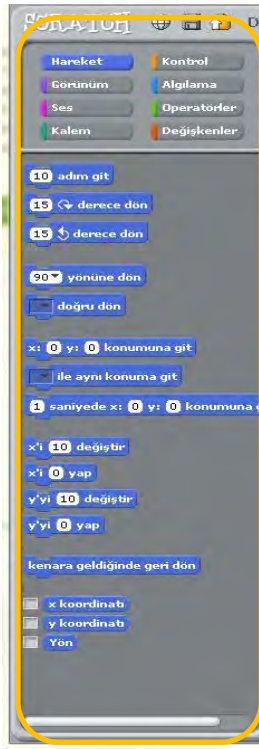 SCRATCH
Hareket Kontrol
Görünüm Algılama
Ses Operatörler
Kalem Değişkenler
10 adım git
15 derece dön
15 derece dön
90 yönüne dön
doğru dön
x: 0 y: 0 konumuna git
ile aynı konuma git
1 saniyede x: 0 y: 0 konumuna
x'i 10 değiştir
x'i 0 yap
y'yi 10 değiştir
y'yi 0 yap
kenara geldiğinde geri dön
x koordinatı
y koordinatı
Yön